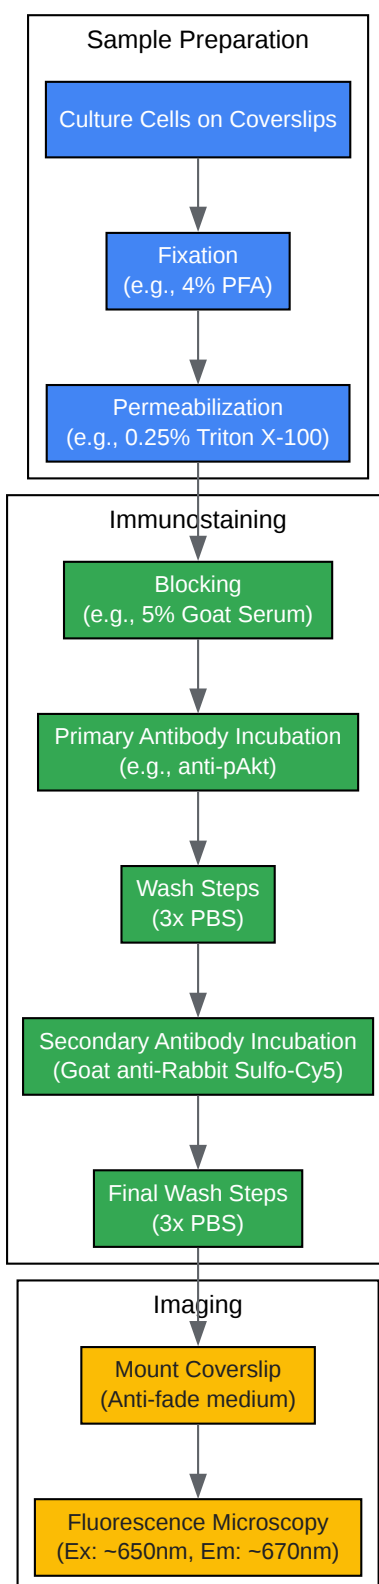 Sample Preparation
Culture Cells on Coverslips
Fixation
(e.g., 4% PFA)
Permeabilization
(e.g., 0.25% Triton X-100)
Immunostaining
Blocking
(e.g., 5% Goat Serum)
Primary Antibody Incubation
(e.g., anti-pAkt)
Wash Steps
(3x PBS)
Secondary Antibody Incubation
(Goat anti-Rabbit Sulfo-Cy5)
Final Wash Steps
(3x PBS)
Imaging
Mount Coverslip
(Anti-fade medium)
Fluorescence Microscopy
(Ex: ~650nm, Em: ~670nm)